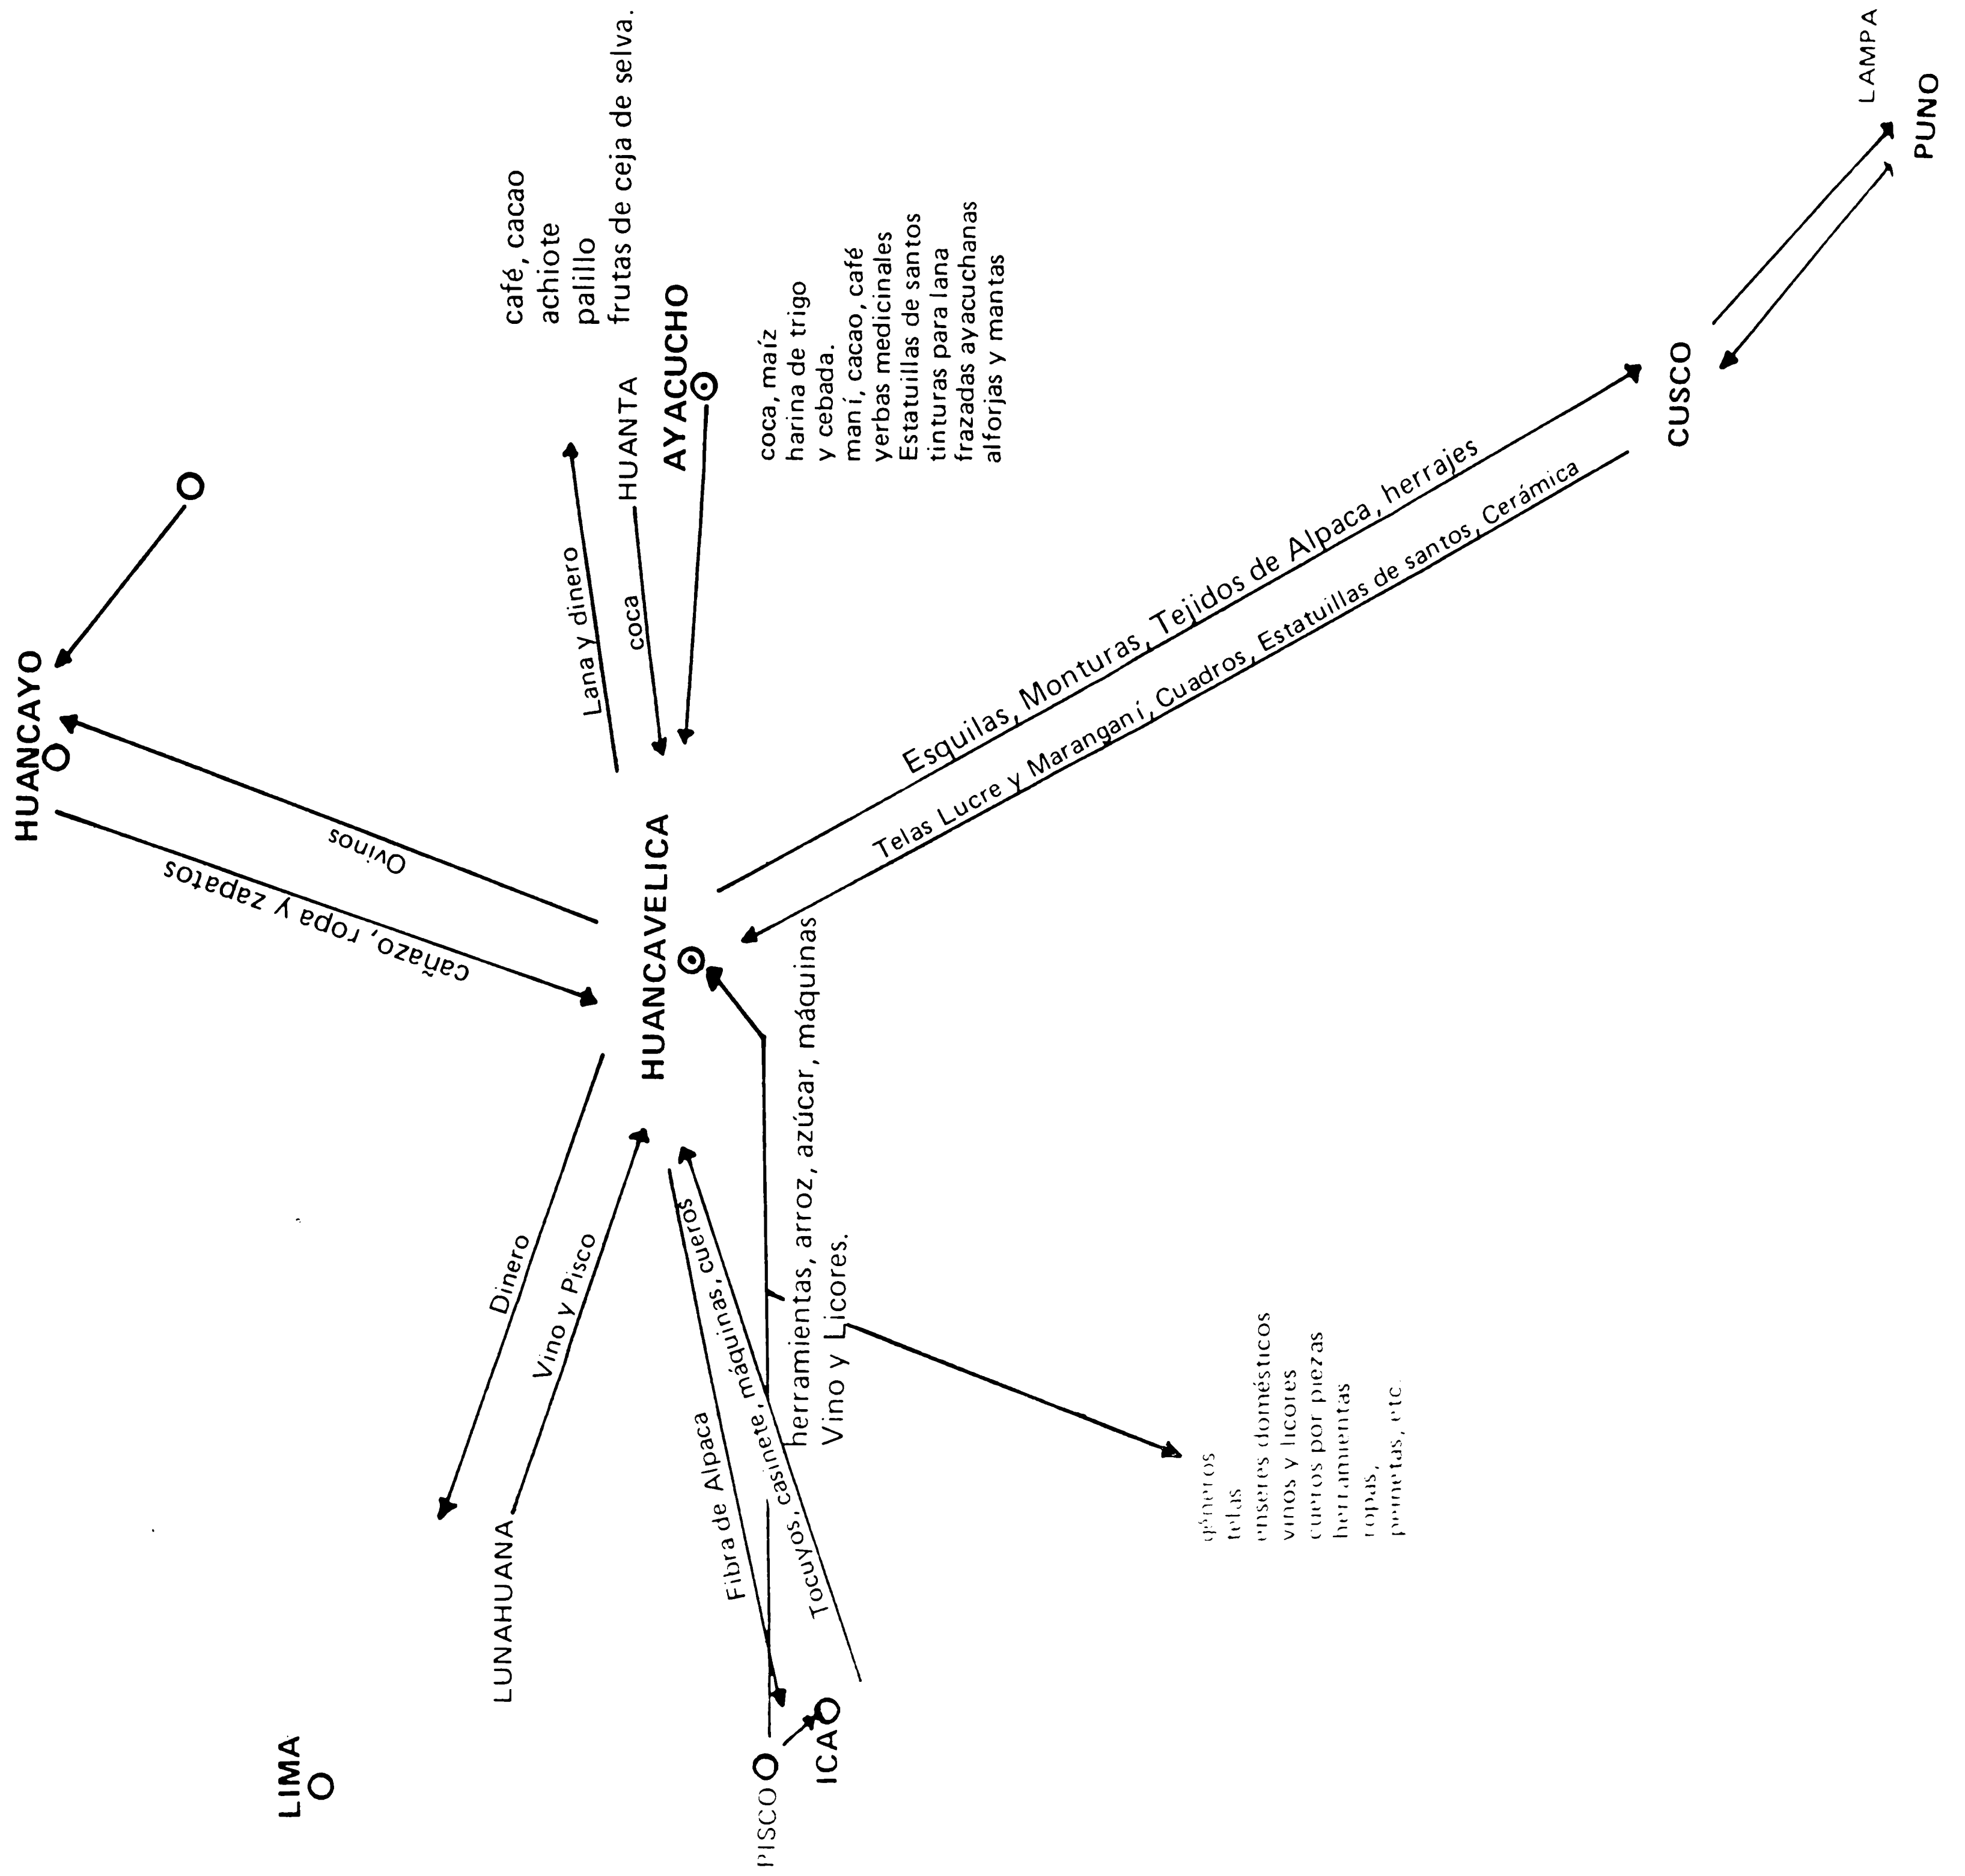 HUANCAYO
LIMA
Ovinos
cañazo, ropa y zapatos
café, cacao
achiote
palillo
frutas de ceja de selva.
HUANTA
AYACUCHO
Lana y dinero
coca
coca, maíz
harina de trigo
y cebada.
maní, cacao, café
yerbas medicinales
Estatuillas de santos
tinturas para lana
frazadas ayacuchanas
alforjas y mantas
HUANCAVELICA
Dinero
Vino y Pisco
LUNAHUANA
Fibra de Alpaca
Tocuyos, casinete, máquinas, cueros
herramientas, arroz, azúcar, máquinas
Vino y Licores.
PISCO
ICA
Esquilas, Monturas, Tejidos de Alpaca, herrajes
Telas Lucre y Maranganí, Cuadros, Estatuillas de santos, Cerámica
géneros
telas
enseres domésticos
vinos y licores
cueros por piezas
herramientas
ropas,
peinetas, etc.
CUSCO
LAMPA
PUNO